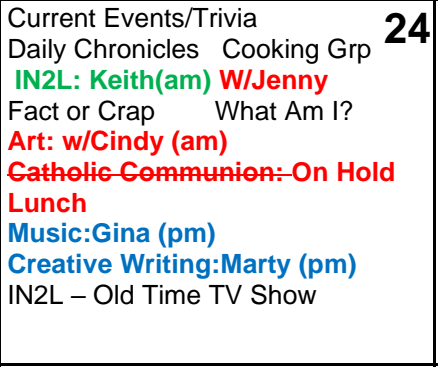 Current Events/Trivia 24
Daily Chronicles Cooking Grp
IN2L: Keith(am) W/Jenny
Fact or Crap What Am I?
Art: w/Cindy (am)
Catholic Communion: On Hold
Lunch
Music:Gina (pm)
Creative Writing:Marty (pm)
IN2L – Old Time TV Show